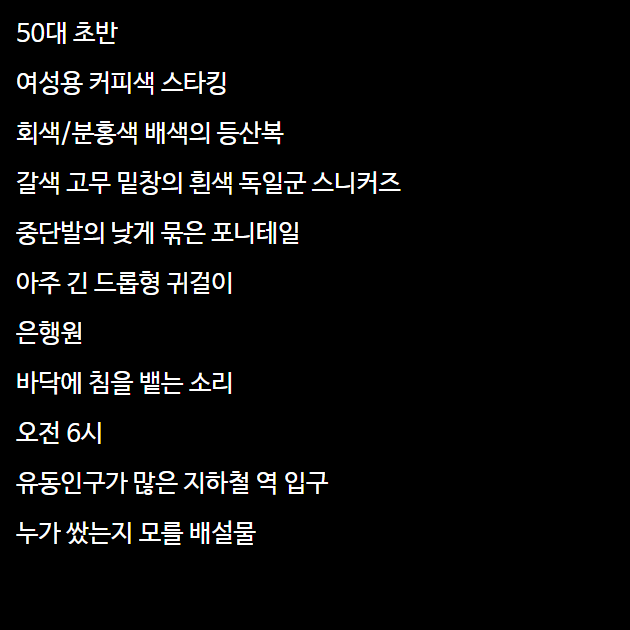 50대 초반
여성용 커피색 스타킹
회색/분홍색 배색의 등산복
갈색 고무 밑창의 흰색 독일군 스니커즈
중단발의 낮게 묶은 포니테일
아주 긴 드롭형 귀걸이
은행원
바닥에 침을 뱉는 소리
오전 6시
유동인구가 많은 지하철 역 입구
누가 쌌는지 모를 배설물